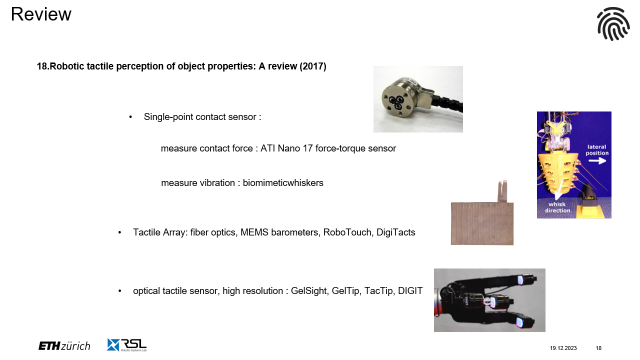 Review
18.Robotic tactile perception of object properties: A review (2017)
• Single-point contact sensor :
measure contact force : ATI Nano 17 force-torque sensor
measure vibration : biomimeticwhiskers
lateral
position
whisk
direction
• Tactile Array: fiber optics, MEMS barometers, RoboTouch, DigiTacts
• optical tactile sensor, high resolution : GelSight, GelTip, TacTip, DIGIT
ETH zürich
RSL
19.12.2023
18